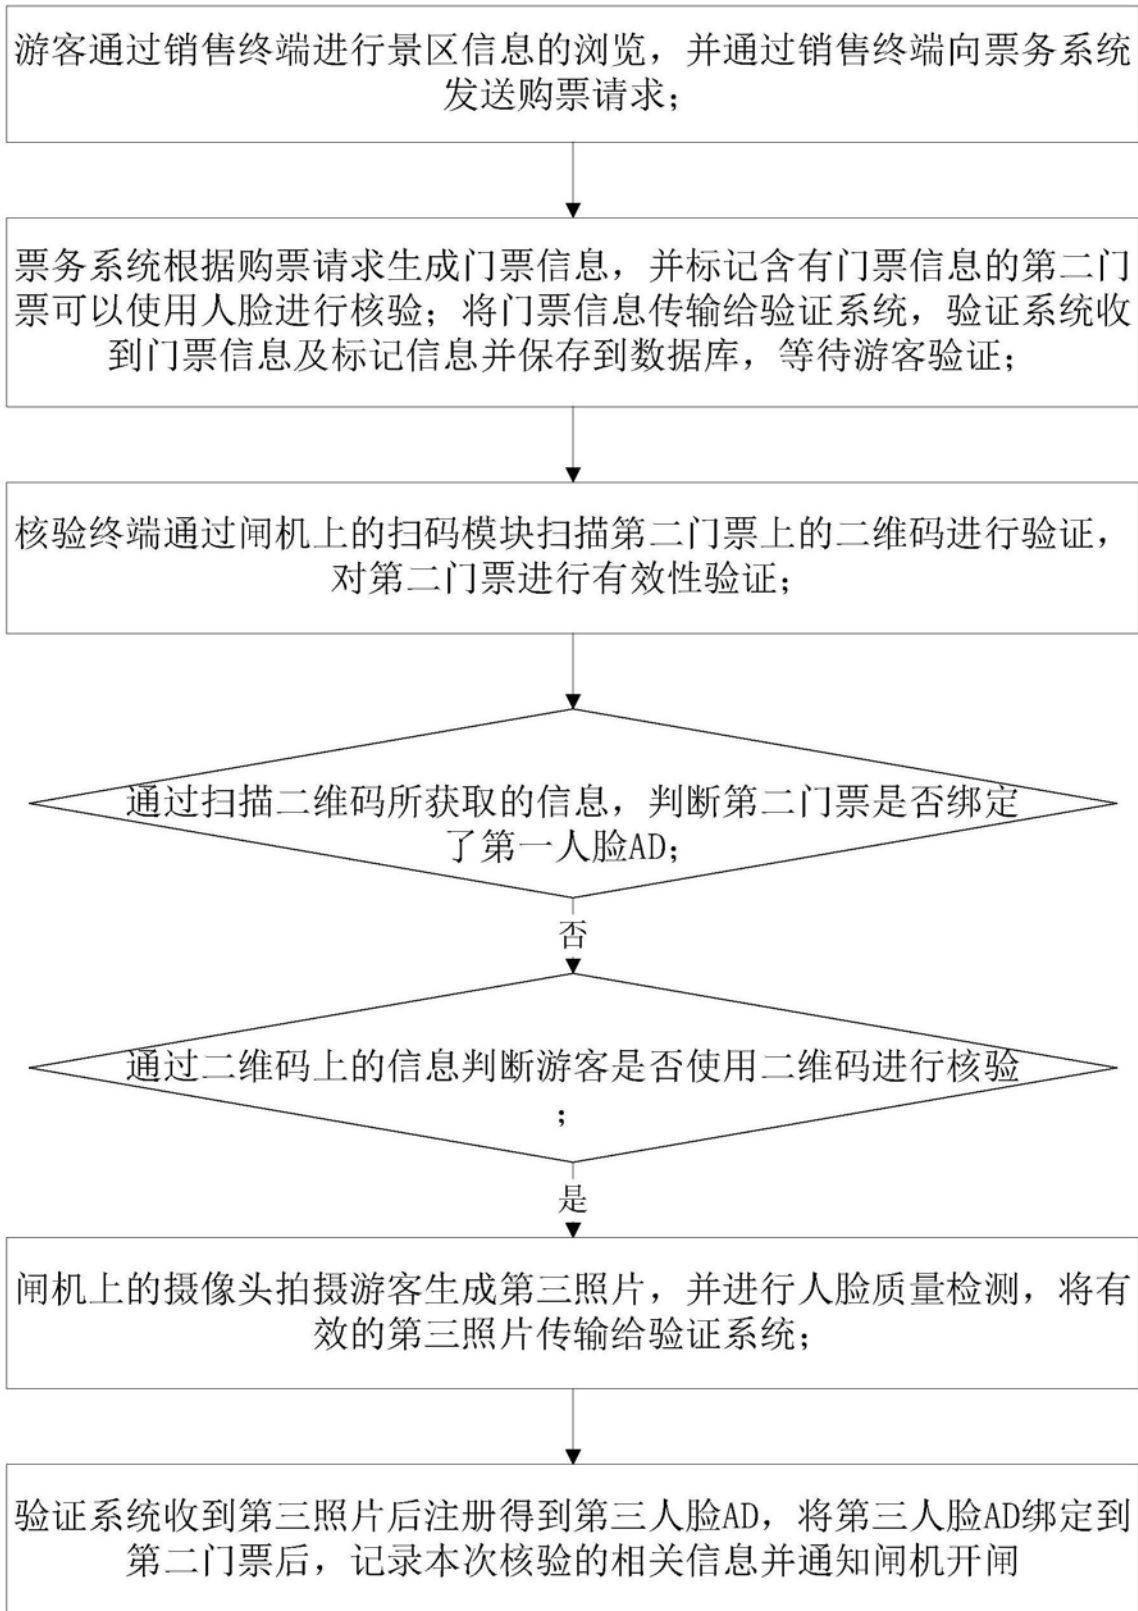 游客通过销售终端进行景区信息的浏览，并通过销售终端向票务系统
发送购票请求；
票务系统根据购票请求生成门票信息，并标记含有门票信息的第二门
票可以使用人脸进行核验；将门票信息传输给验证系统，验证系统收
到门票信息及标记信息并保存到数据库，等待游客验证；
核验终端通过闸机上的扫码模块扫描第二门票上的二维码进行验证，
对第二门票进行有效性验证；
通过扫描二维码所获取的信息，判断第二门票是否绑定
了第一人脸AD；
否
通过二维码上的信息判断游客是否使用二维码进行核验
；
是
闸机上的摄像头拍摄游客生成第三照片，并进行人脸质量检测，将有
效的第三照片传输给验证系统；
验证系统收到第三照片后注册得到第三人脸AD，将第三人脸AD绑定到
第二门票后，记录本次核验的相关信息并通知闸机开闸